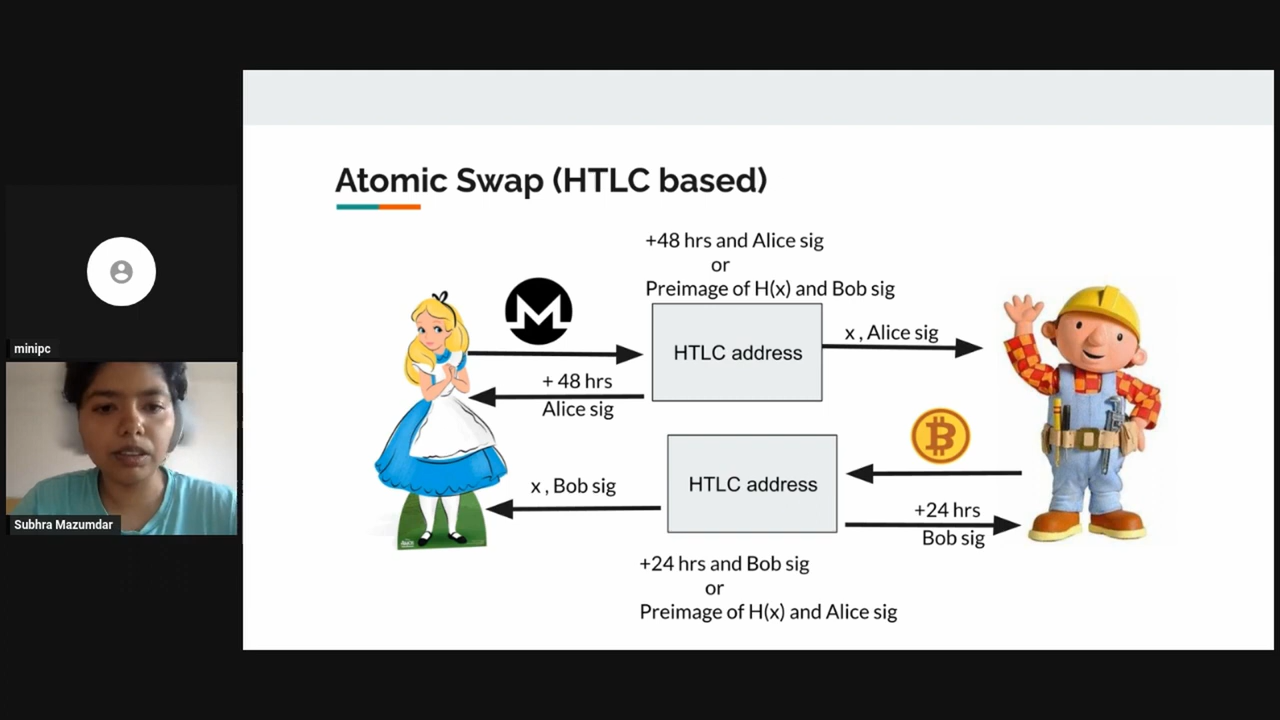 Atomic Swap (HTLC based)
+48 hrs and Alice sig
or
Preimage of H(x) and Bob sig
HTLC address
x , Alice sig
+ 48 hrs
Alice sig
HTLC address
x , Bob sig
+24 hrs
Bob sig
+24 hrs and Bob sig
or
Preimage of H(x) and Alice sig
minipc
Subhra Mazumdar